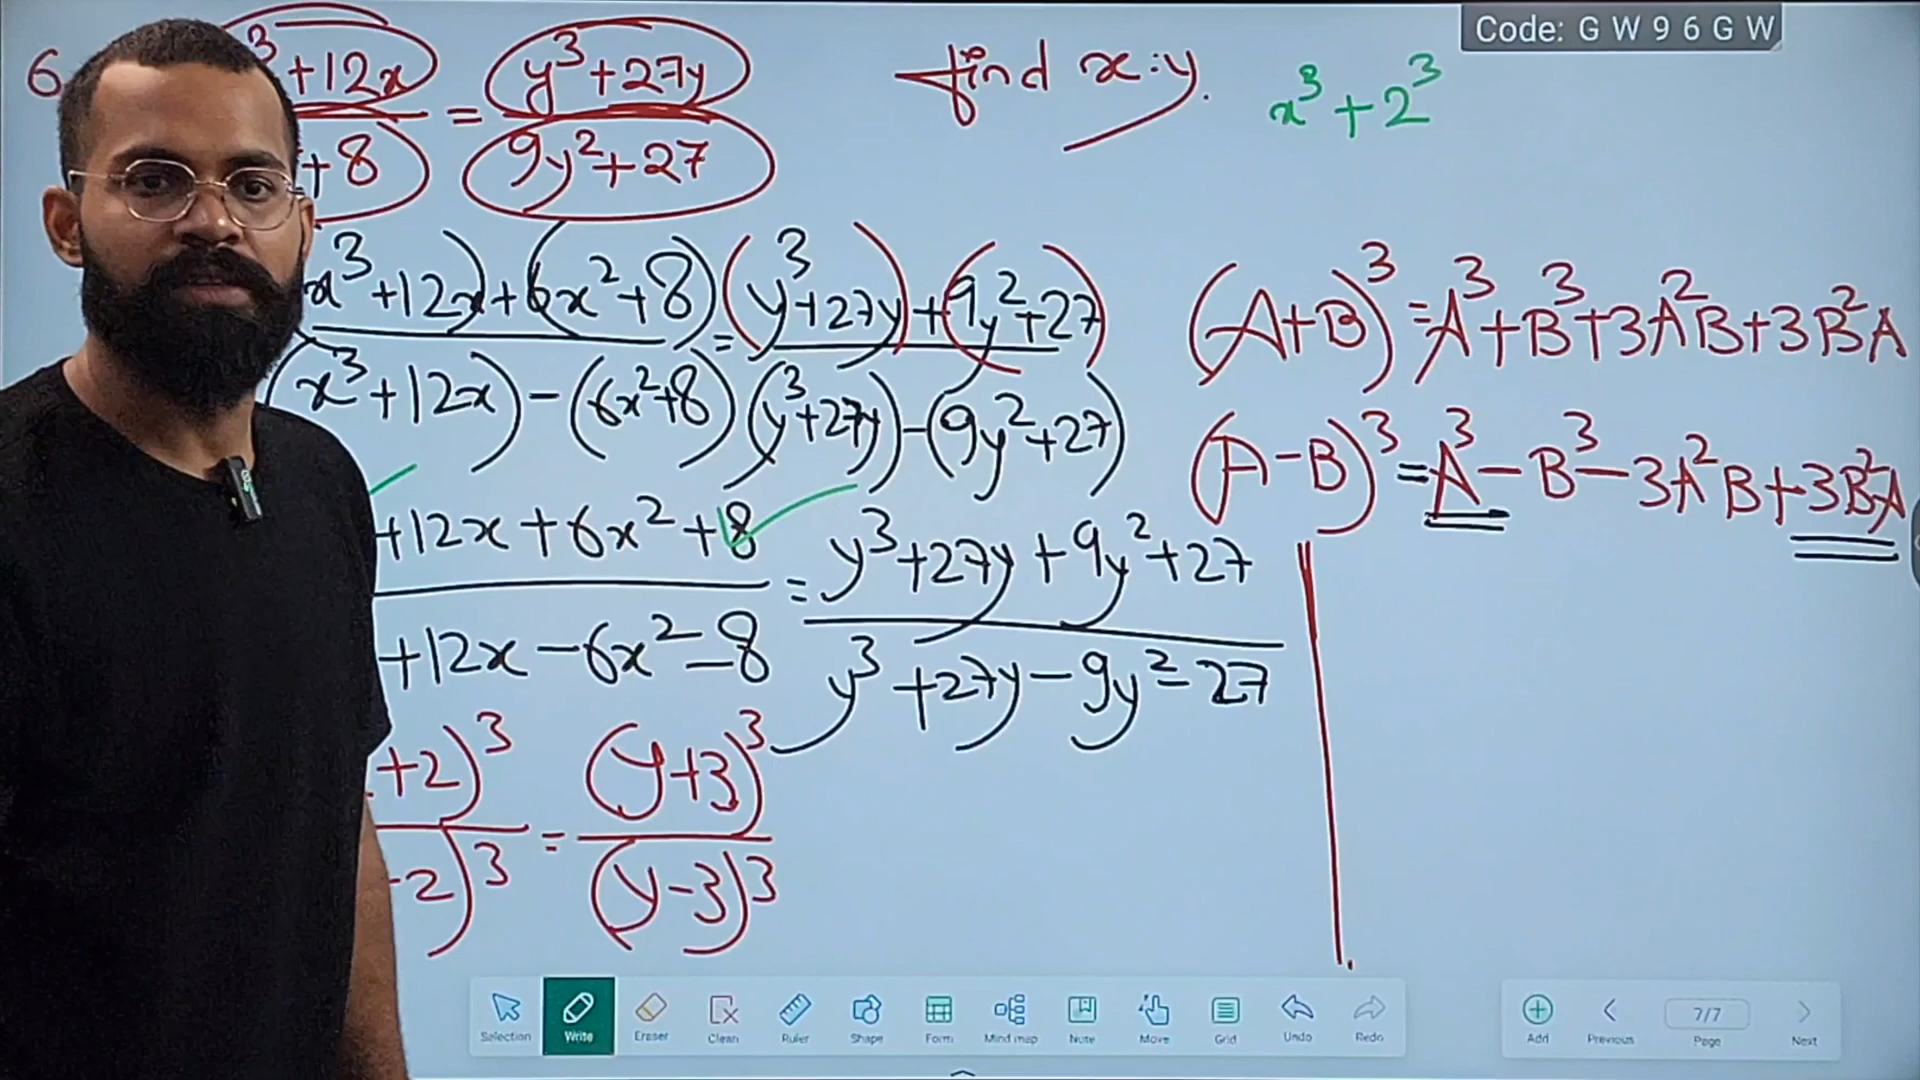 Code: G W 9 6 G W
6 ³+12x / +8 = y³+27y / 9y²+27 find x:y. x³+2³
(x³+12x)+(6x²+8) / (x³+12x)-(6x²+8) = (y³+27y)+(9y²+27) / (y³+27y)-(9y²+27)
(A+B)³=A³+B³+3A²B+3B²A
(A-B)³=A³-B³-3A²B+3B²A
+12x+6x²+8 / +12x-6x²-8 = y³+27y+9y²+27 / y³+27y-9y²-27
+2)³ / -2)³ = (y+3)³ / (y-3)³
Selection Write Eraser Clean Ruler Shape Form Mind map Note Move Grid Undo Redo
Add Previous 7/7 Page Next